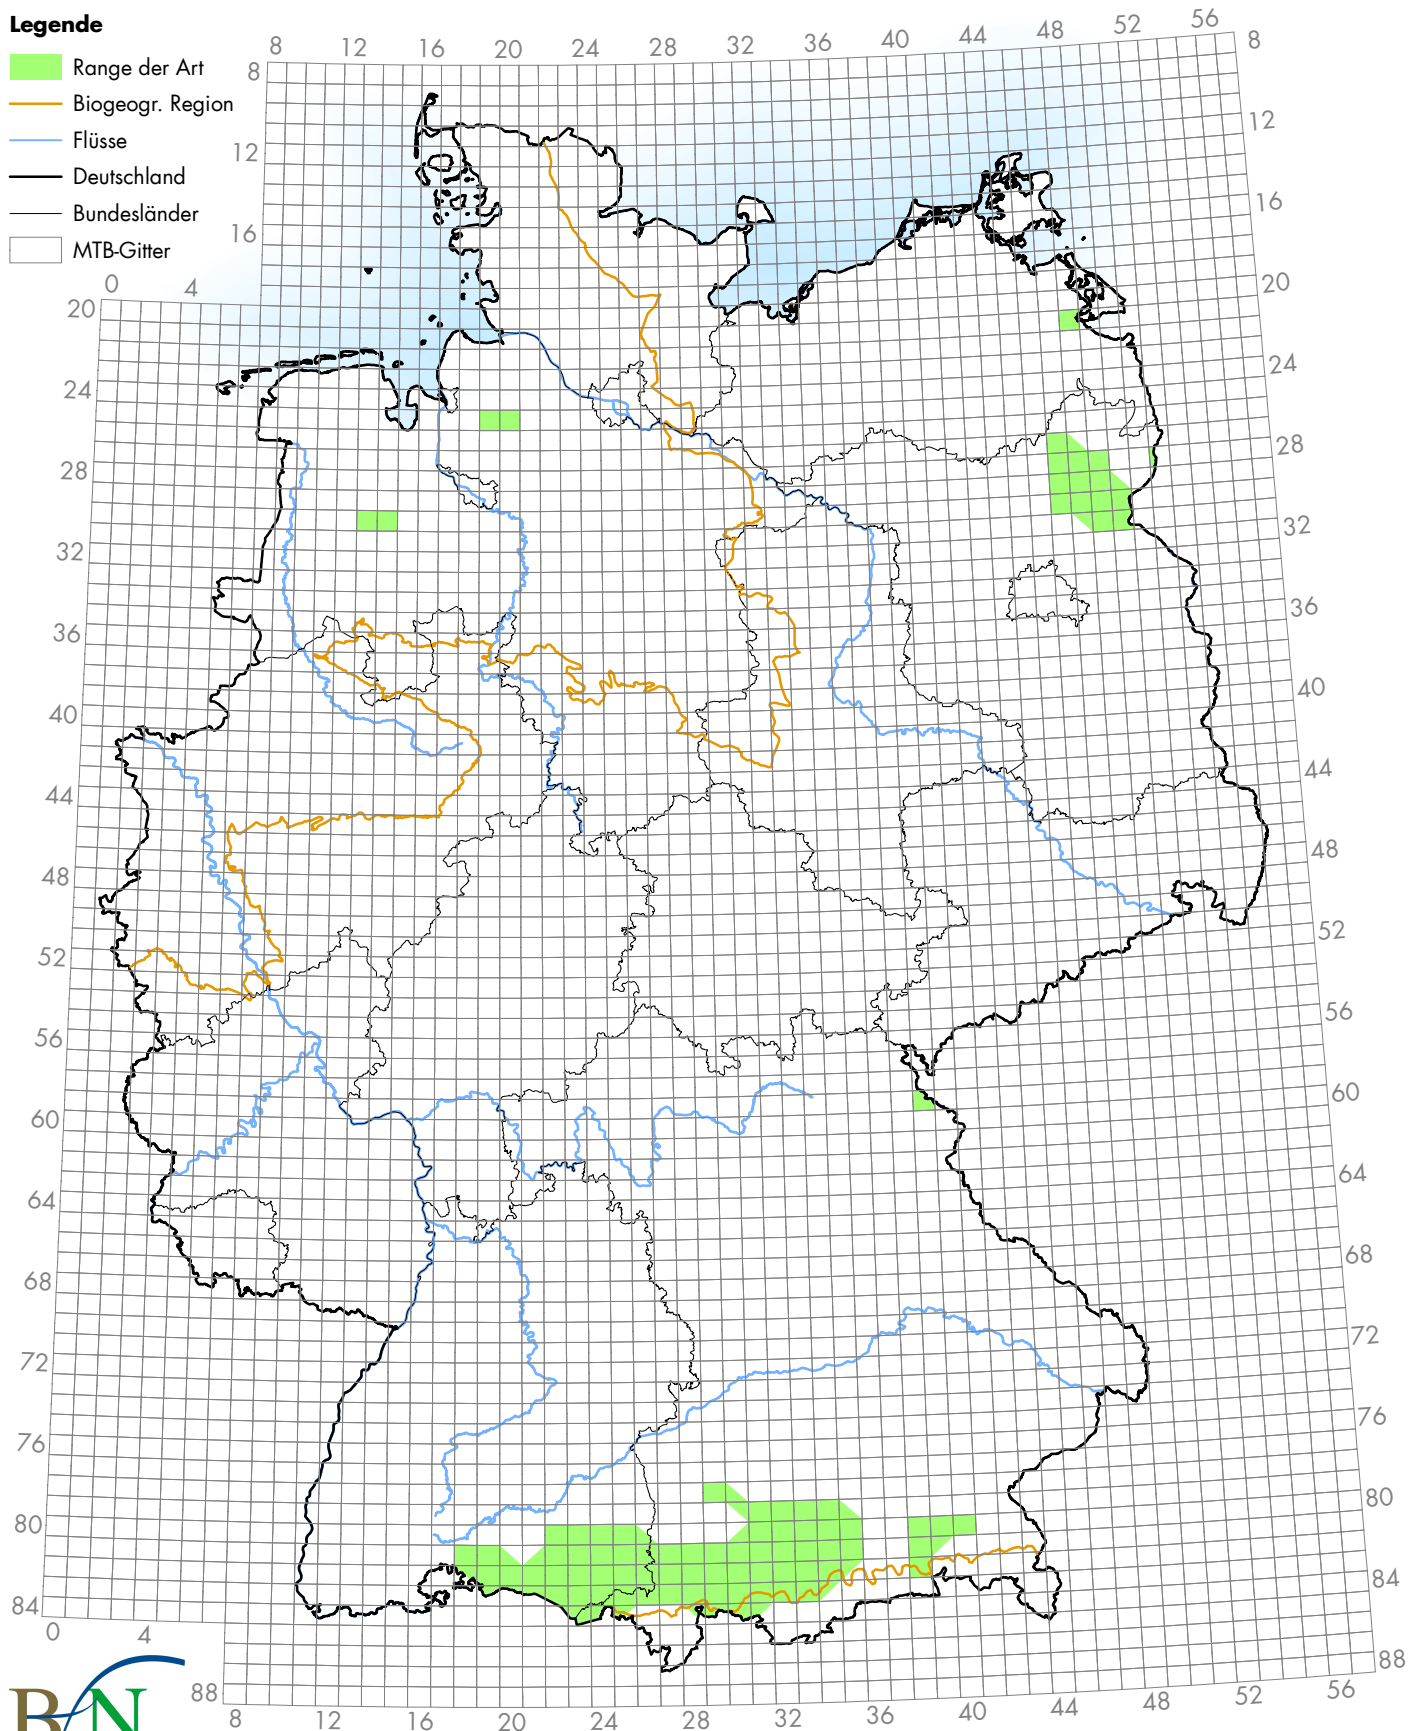 Legende
Range der Art
Biogeogr. Region
Flüsse
Deutschland
Bundesländer
MTB-Gitter
8 12 16 20 24 28 32 36 40 44 48 52 56
8 8
12 12
16 16
0 4
20 20
24 24
28 28
32 32
36 36
40 40
44 44
48 48
52 52
56 56
60 60
64 64
68 68
72 72
76 76
80 80
84 84
0 4
88 88
8 12 16 20 24 28 32 36 40 44 48 52 56
BfN